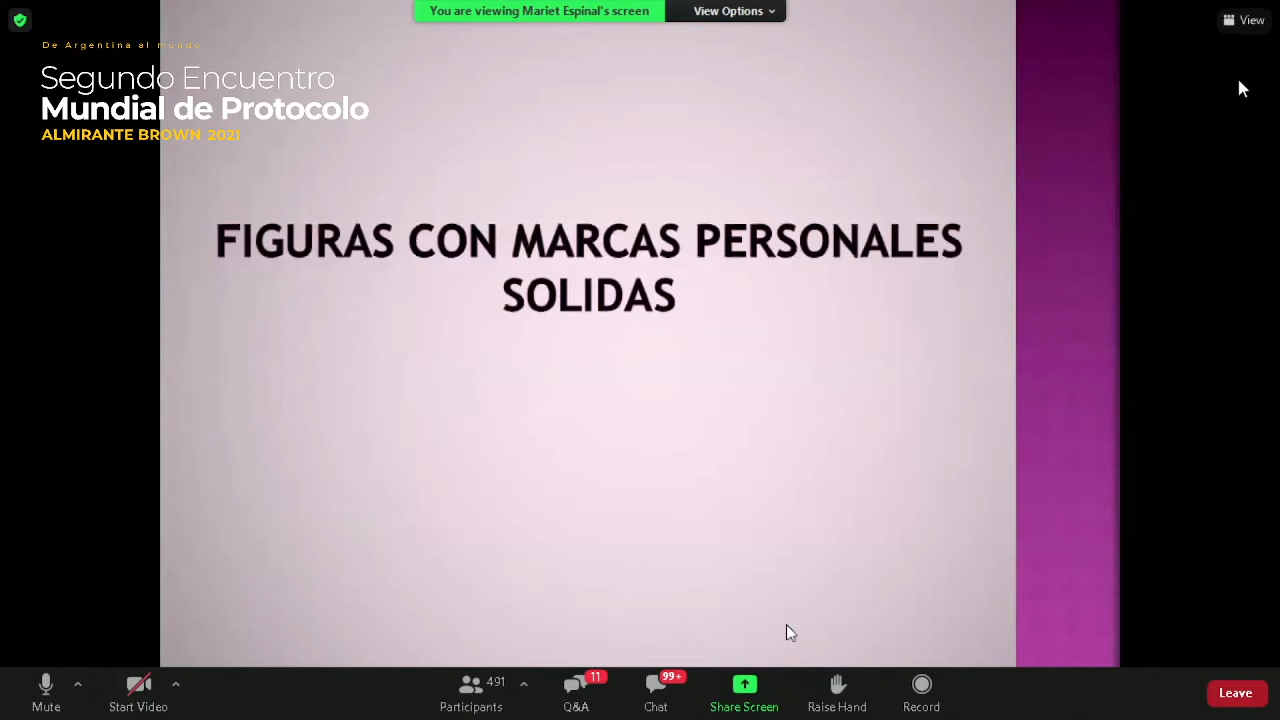 You are viewing Mariet Espinal's screen
View Options
View
De Argentina al mundo
Segundo Encuentro
Mundial de Protocolo
ALMIRANTE BROWN 2021
FIGURAS CON MARCAS PERSONALES
SOLIDAS
Mute
Start Video
491
Participants
11
Q&A
99+
Chat
Share Screen
Raise Hand
Record
Leave